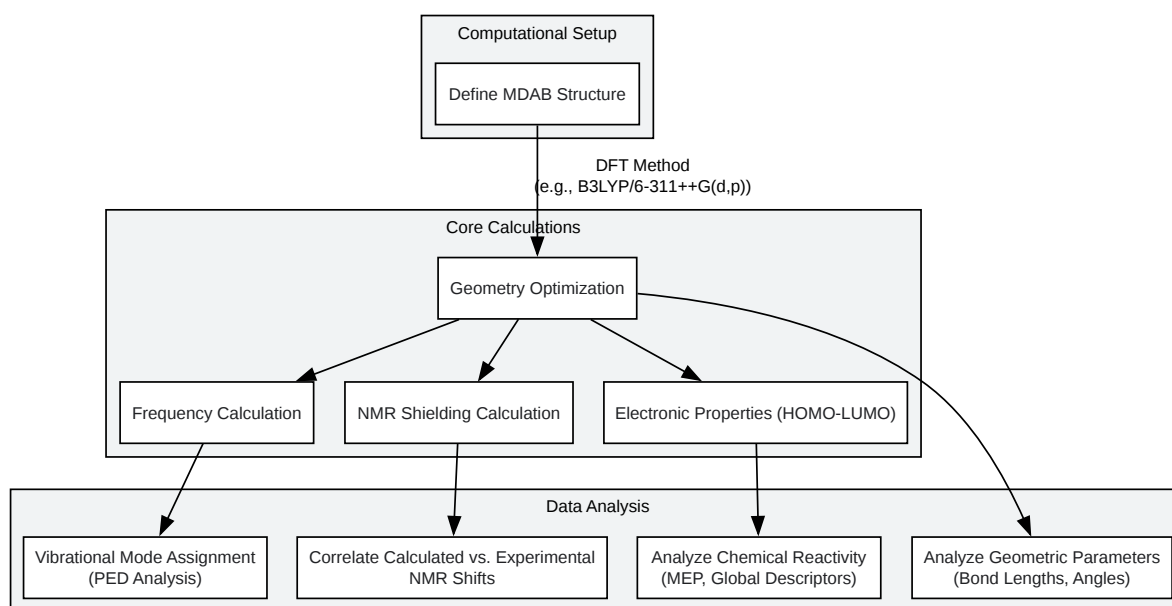 Computational Setup
Define MDAB Structure
DFT Method
(e.g., B3LYP/6-311++G(d,p))
Core Calculations
Geometry Optimization
Frequency Calculation
NMR Shielding Calculation
Electronic Properties (HOMO-LUMO)
Data Analysis
Vibrational Mode Assignment
(PED Analysis)
Correlate Calculated vs. Experimental
NMR Shifts
Analyze Chemical Reactivity
(MEP, Global Descriptors)
Analyze Geometric Parameters
(Bond Lengths, Angles)